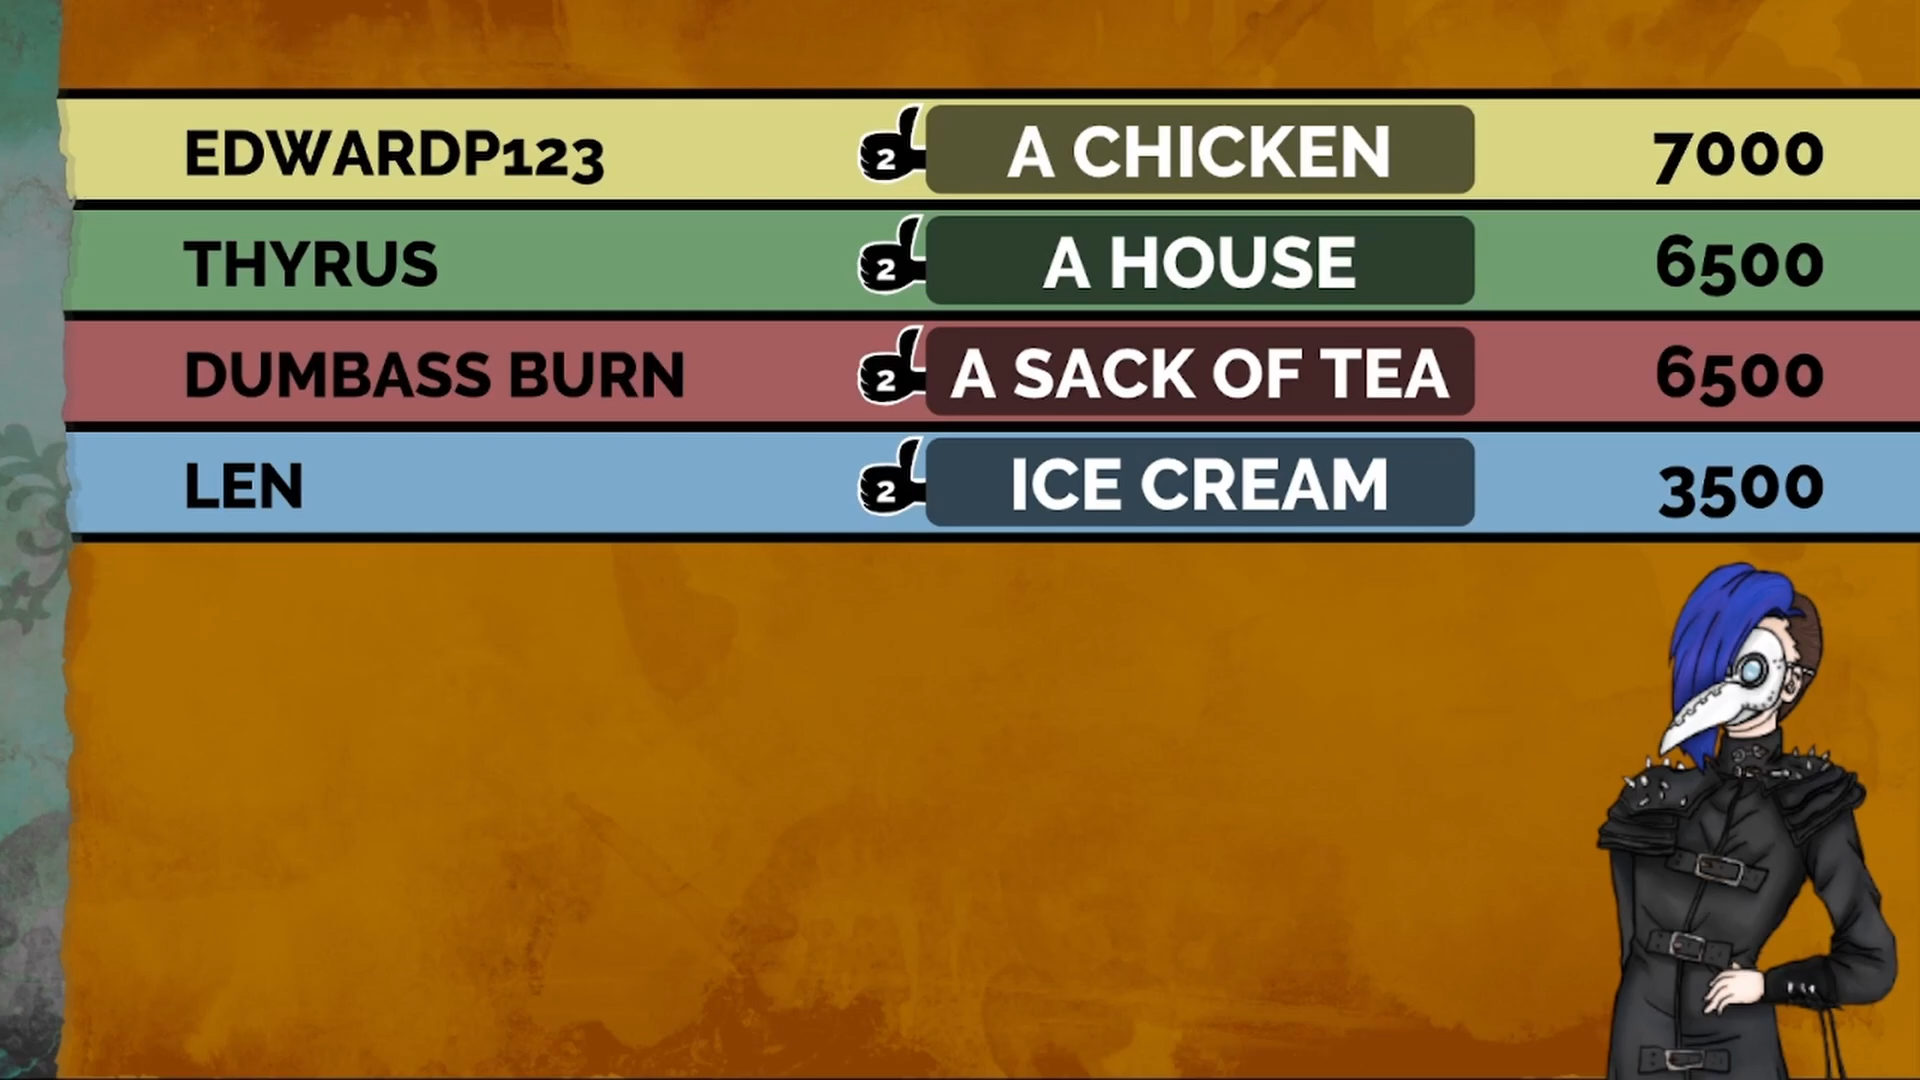 EDWARDP123 2 A CHICKEN 7000
THYRUS 2 A HOUSE 6500
DUMBASS BURN 2 A SACK OF TEA 6500
LEN 2 ICE CREAM 3500